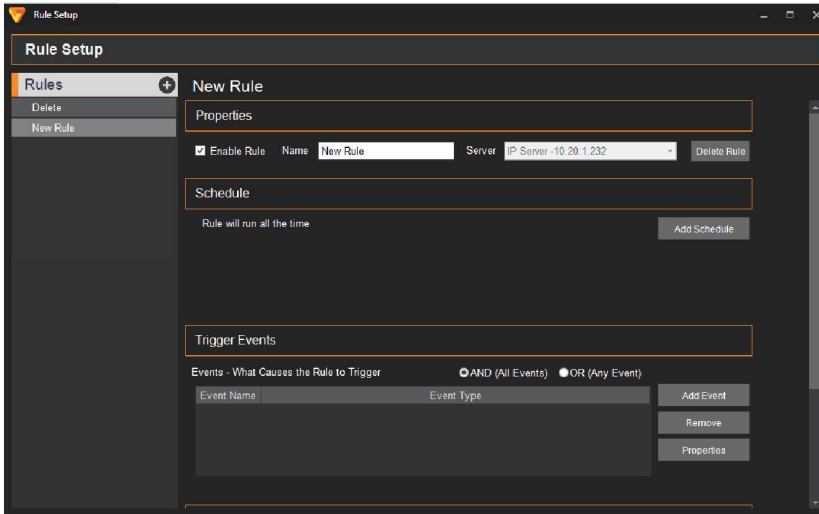 Rule Setup
Rule Setup
Rules
Delete
New Rule
New Rule
Properties
Enable Rule Name New Rule Server IP Server -10.20.1.232 Delete Rule
Schedule
Rule will run all the time Add Schedule
Trigger Events
Events - What Causes the Rule to Trigger AND (All Events) OR (Any Event)
Event Name Event Type Add Event
Remove
Properties